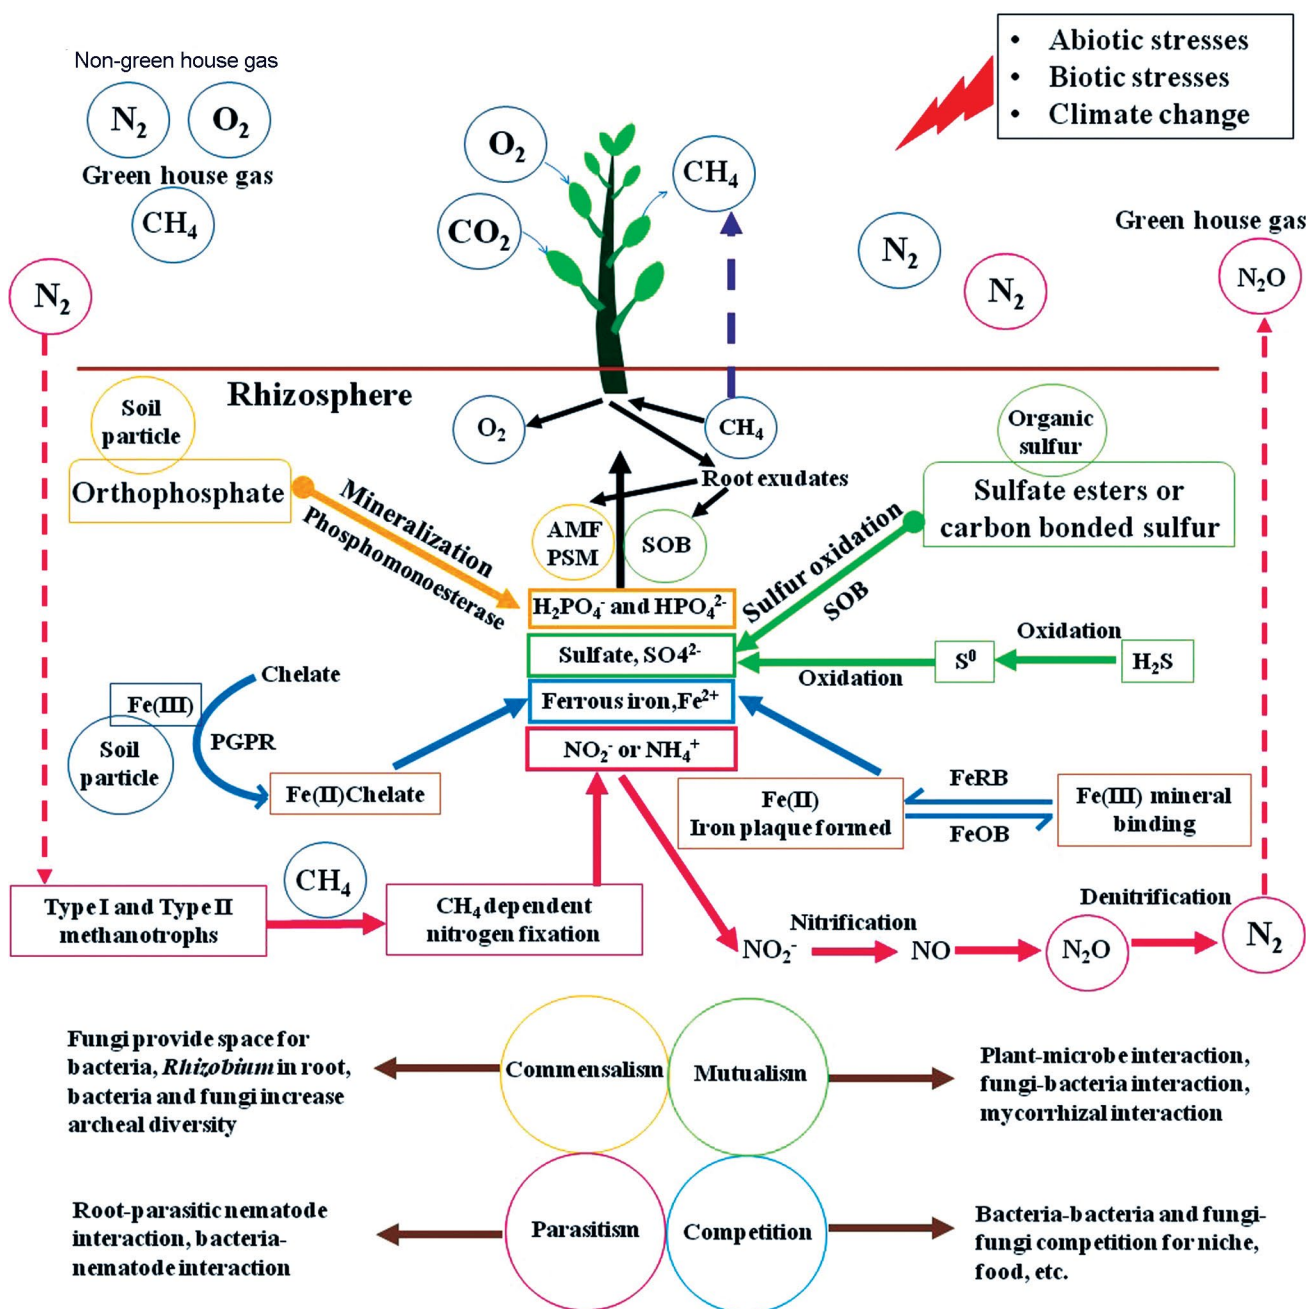 Non-green house gas
N₂
O₂
Green house gas
CH₄
N₂
O₂
CO₂
CH₄
• Abiotic stresses
• Biotic stresses
• Climate change
N₂
N₂
Green house gas
N₂O
Rhizosphere
Soil
particle
Orthophosphate
Mineralization
Phosphomonoesterase
O₂
CH₄
Root exudates
AMF
PSM
SOB
Organic
sulfur
Sulfate esters or
carbon bonded sulfur
Sulfur oxidation
SOB
H₂PO₄⁻ and HPO₄²⁻
Sulfate, SO4²⁻
Ferrous iron,Fe²⁺
NO₂⁻ or NH₄⁺
Oxidation
S⁰
Oxidation
H₂S
Chelate
Fe(III)
Soil
particle
PGPR
Fe(II)Chelate
Fe(II)
Iron plaque formed
FeRB
FeOB
Fe(III) mineral
binding
Type I and Type II
methanotrophs
CH₄
CH₄ dependent
nitrogen fixation
NO₂⁻
Nitrification
NO
N₂O
Denitrification
N₂
Fungi provide space for
bacteria, Rhizobium in root,
bacteria and fungi increase
archeal diversity
Commensalism
Mutualism
Plant-microbe interaction,
fungi-bacteria interaction,
mycorrhizal interaction
Root-parasitic nematode
interaction, bacteria-
nematode interaction
Parasitism
Competition
Bacteria-bacteria and fungi-
fungi competition for niche,
food, etc.